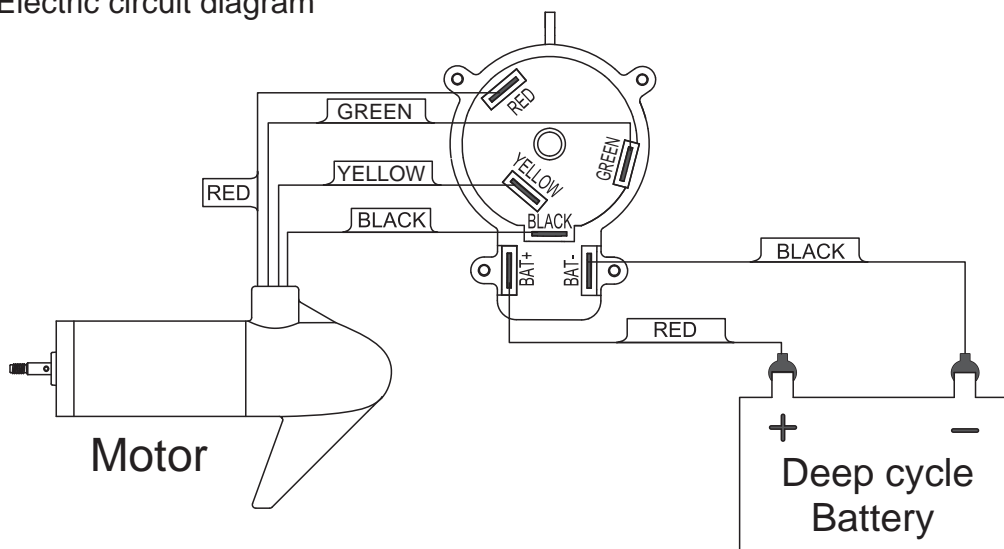 Electric circuit diagram
RED
GREEN
GREEN
YELLOW
YELLOW
RED
BLACK
BLACK
BAT+
BAT-
BLACK
RED
+
−
Motor
Deep cycle
Battery